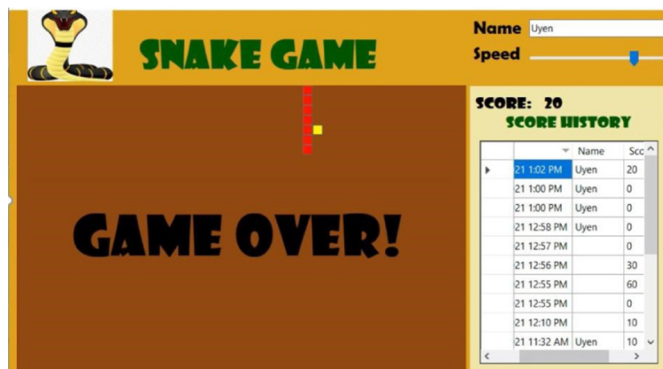 SNAKE GAME
Name Uyen
Speed
SCORE: 20
SCORE HISTORY
Name Scc
21 1:02 PM Uyen 20
21 1:00 PM Uyen 0
21 1:00 PM Uyen 0
21 12:58 PM Uyen 0
21 12:57 PM 0
21 12:56 PM 30
21 12:55 PM 60
21 12:55 PM 0
21 12:10 PM 10
21 11:32 AM Uyen 10
GAME OVER!